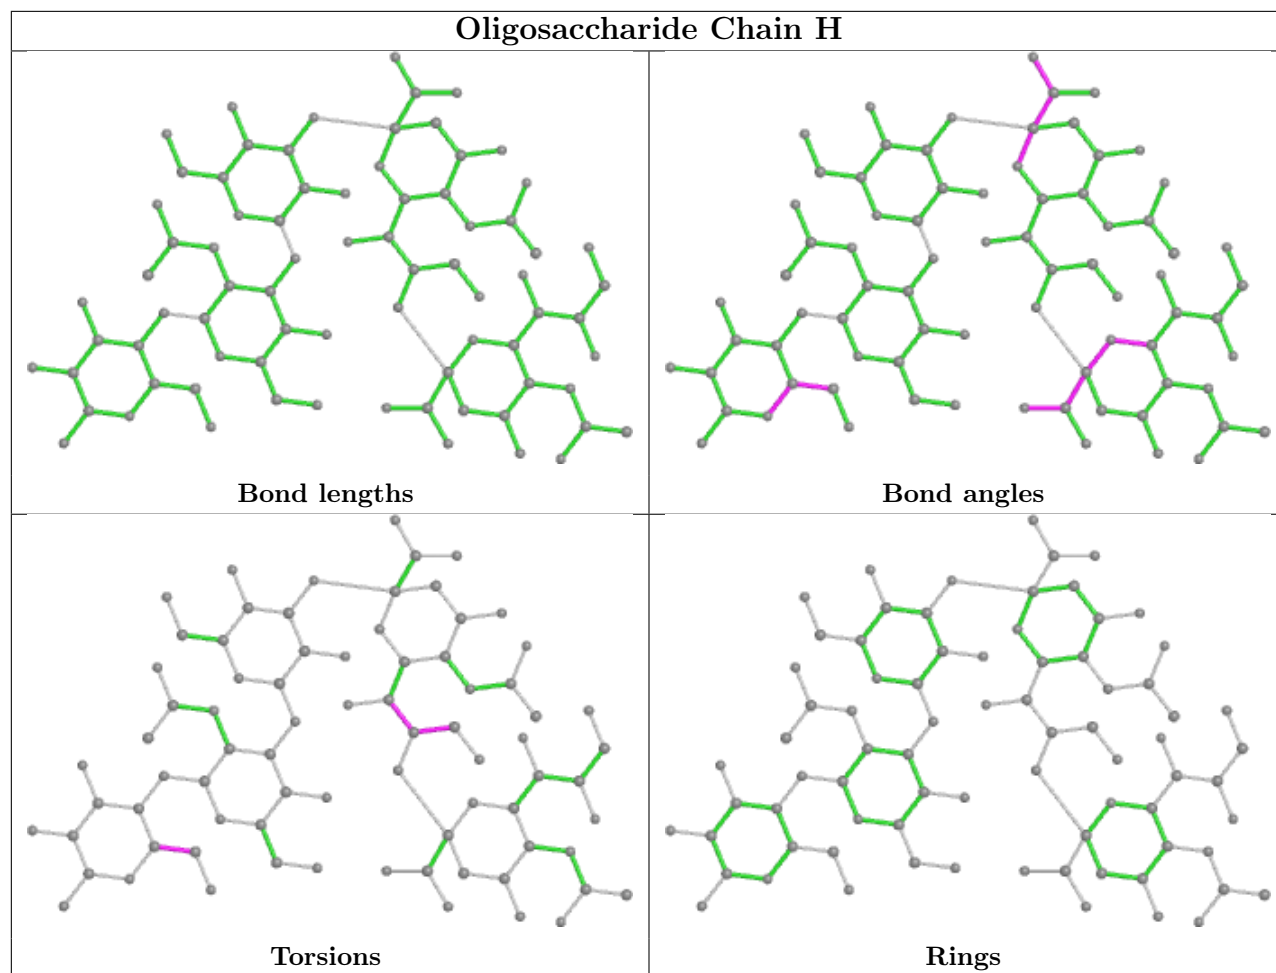 Oligosaccharide Chain H
Bond lengths
Bond angles
Torsions
Rings